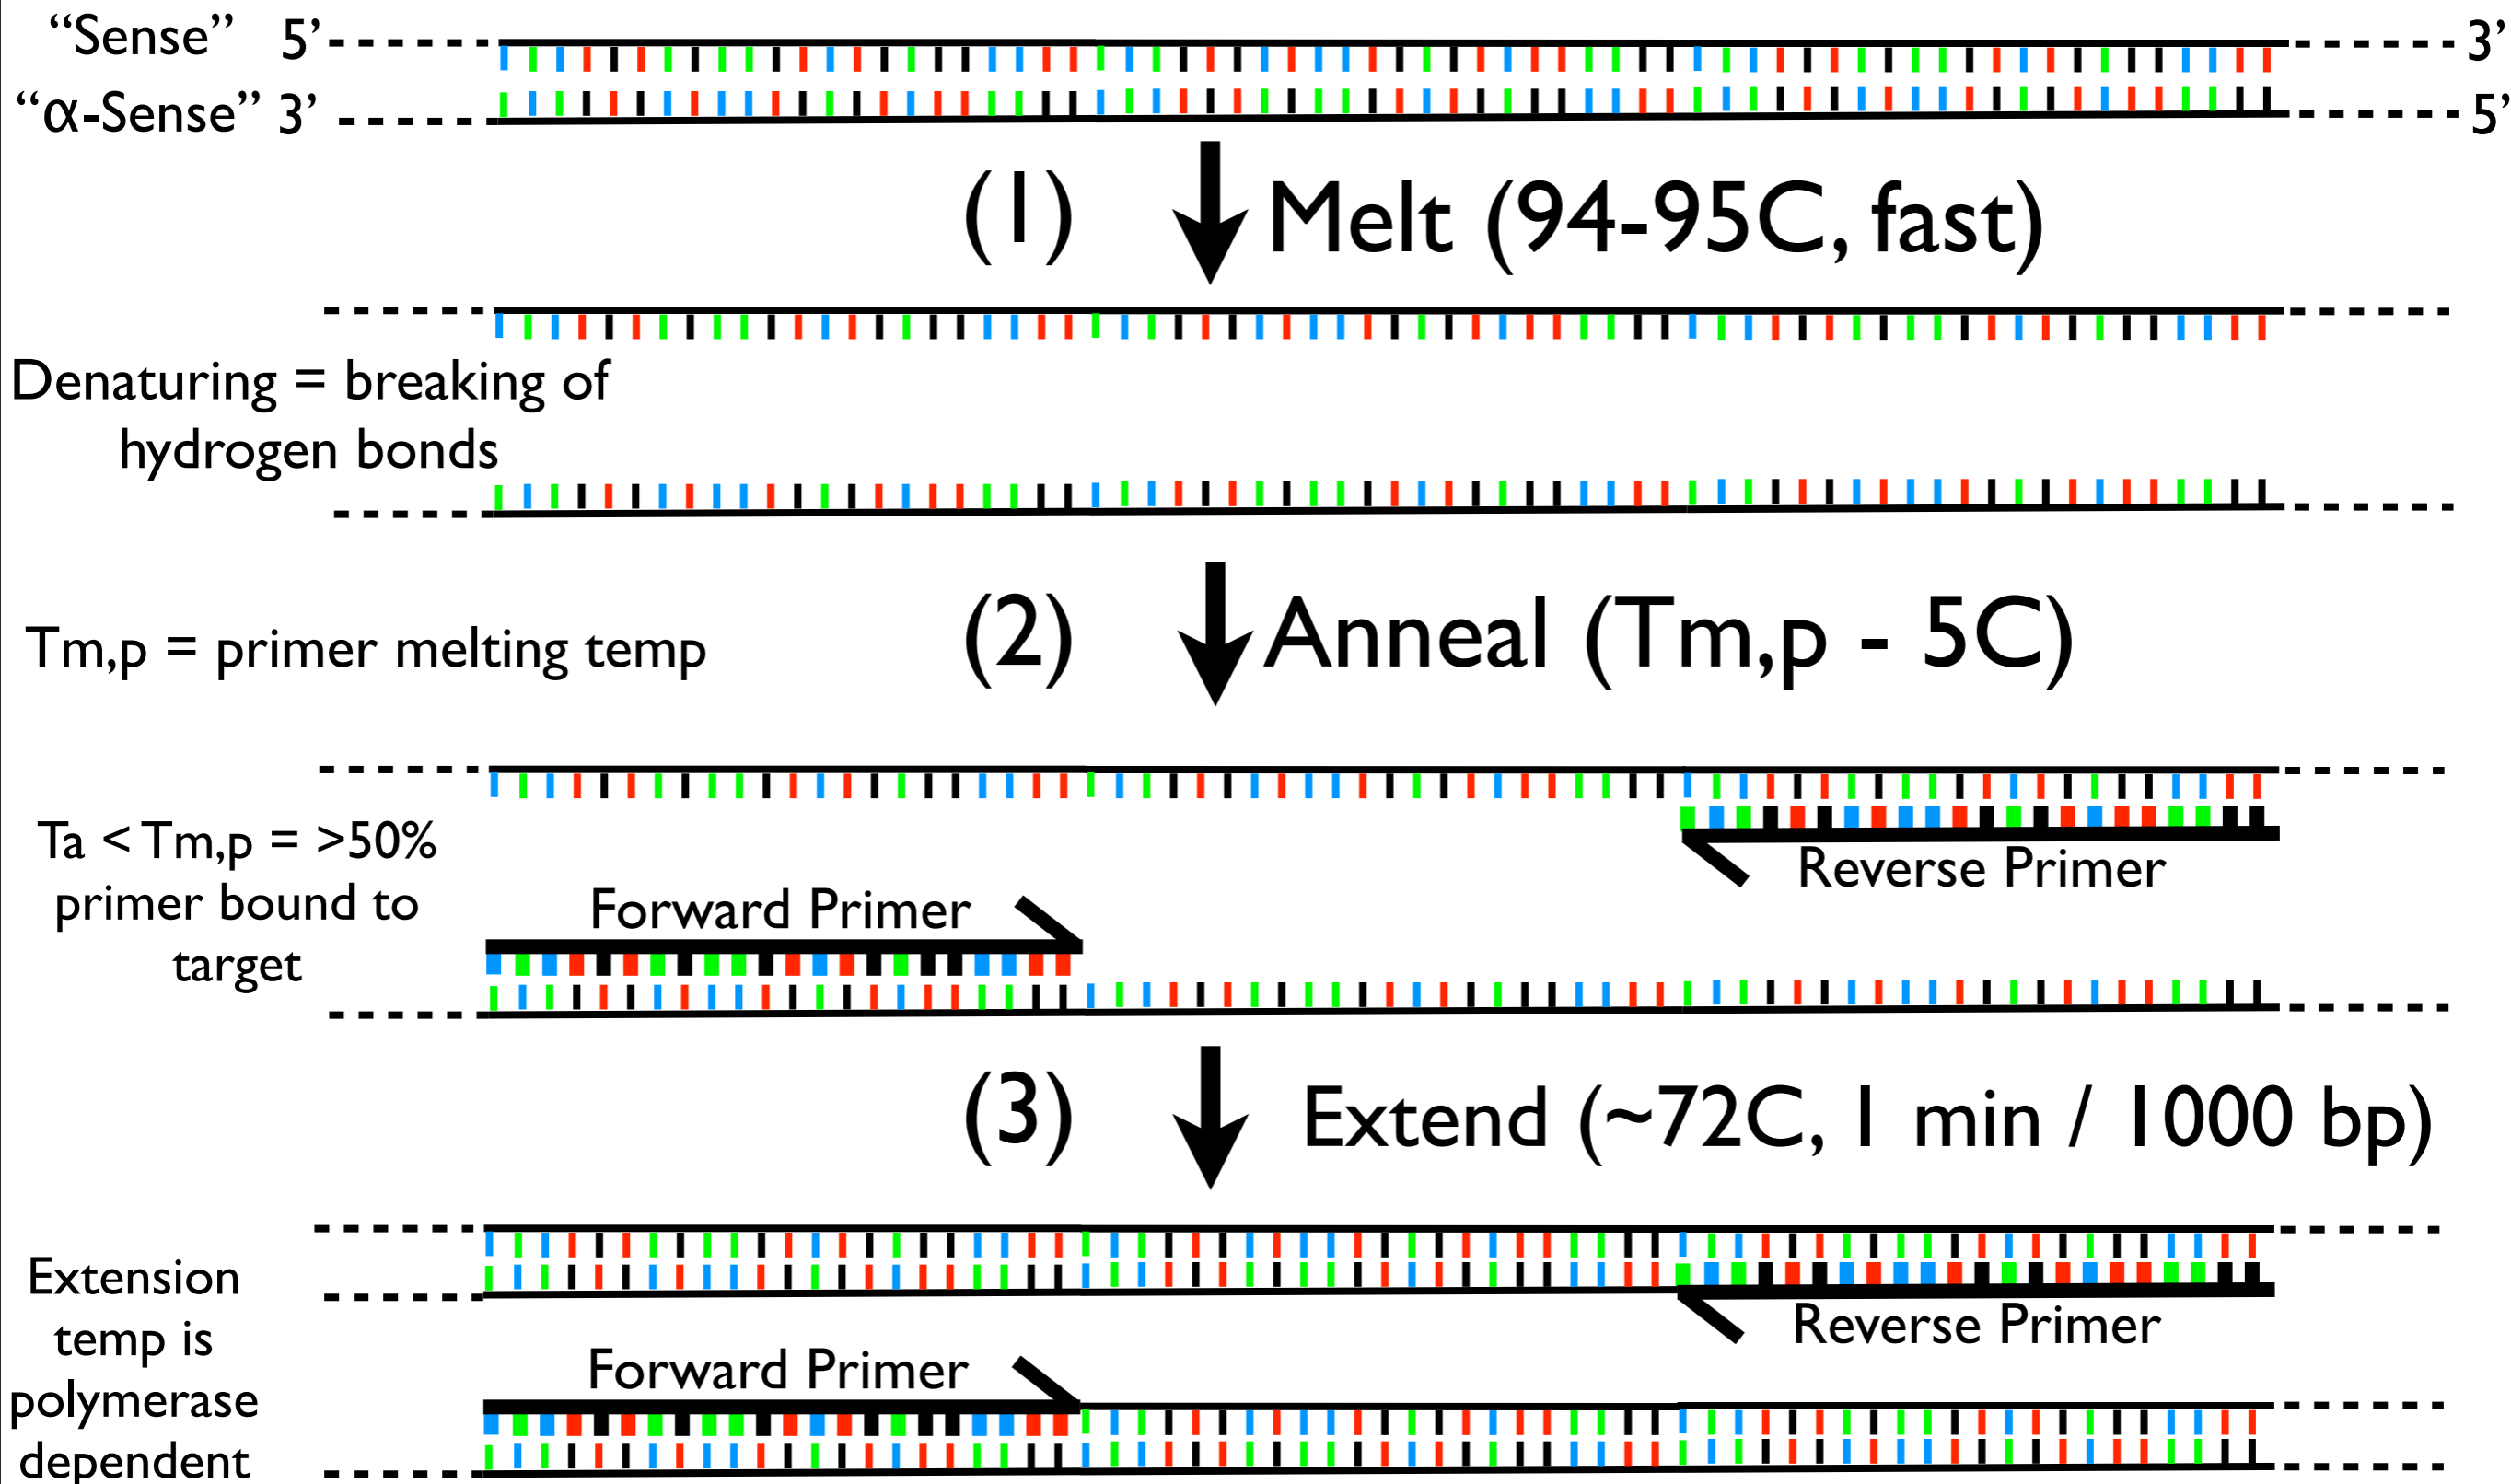 “Sense” 5’ 3’
“α-Sense” 3’ 5’
(1) Melt (94-95C, fast)
Denaturing = breaking of
hydrogen bonds
(2) Anneal (Tm,p - 5C)
Tm,p = primer melting temp
Ta < Tm,p = >50%
primer bound to
target
Reverse Primer
Forward Primer
(3) Extend (~72C, 1 min / 1000 bp)
Extension
temp is
polymerase
dependent
Reverse Primer
Forward Primer